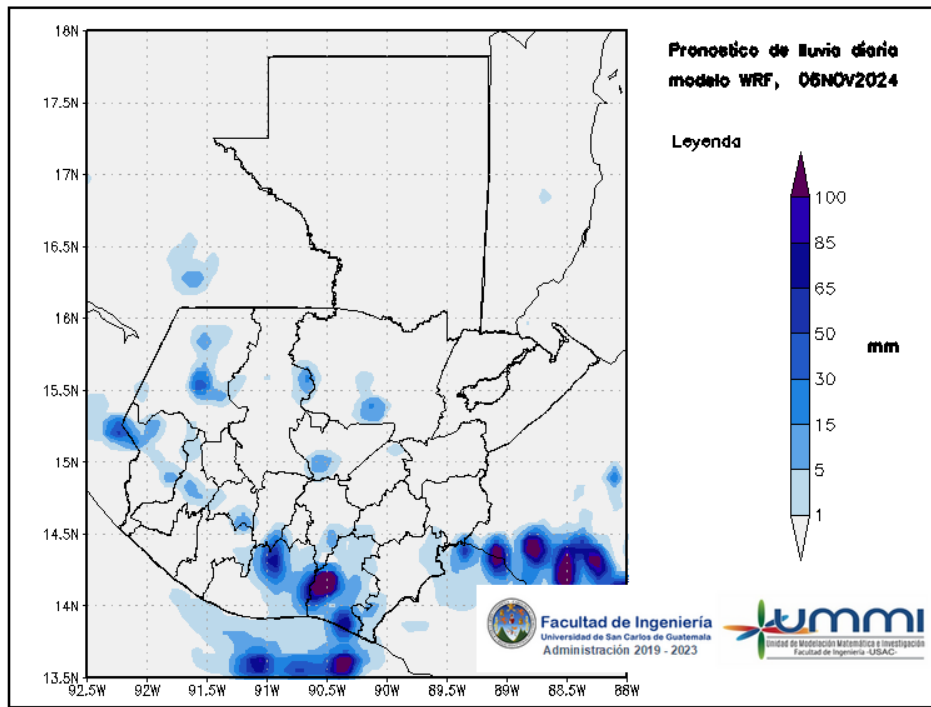 Pronostico de lluvia diaria
modelo WRF, 05NOV2024
Leyenda
100
85
65
50
30
15
5
1
mm
18N
17.5N
17N
16.5N
16N
15.5N
15N
14.5N
14N
13.5N
92.5W
92W
91.5W
91W
90.5W
90W
89.5W
89W
88.5W
88W
Facultad de Ingeniería
Universidad de San Carlos de Guatemala
Administración 2019 - 2023
UMMI
Unidad de Modelación Matemática e Investigación
Facultad de Ingeniería -USAC-